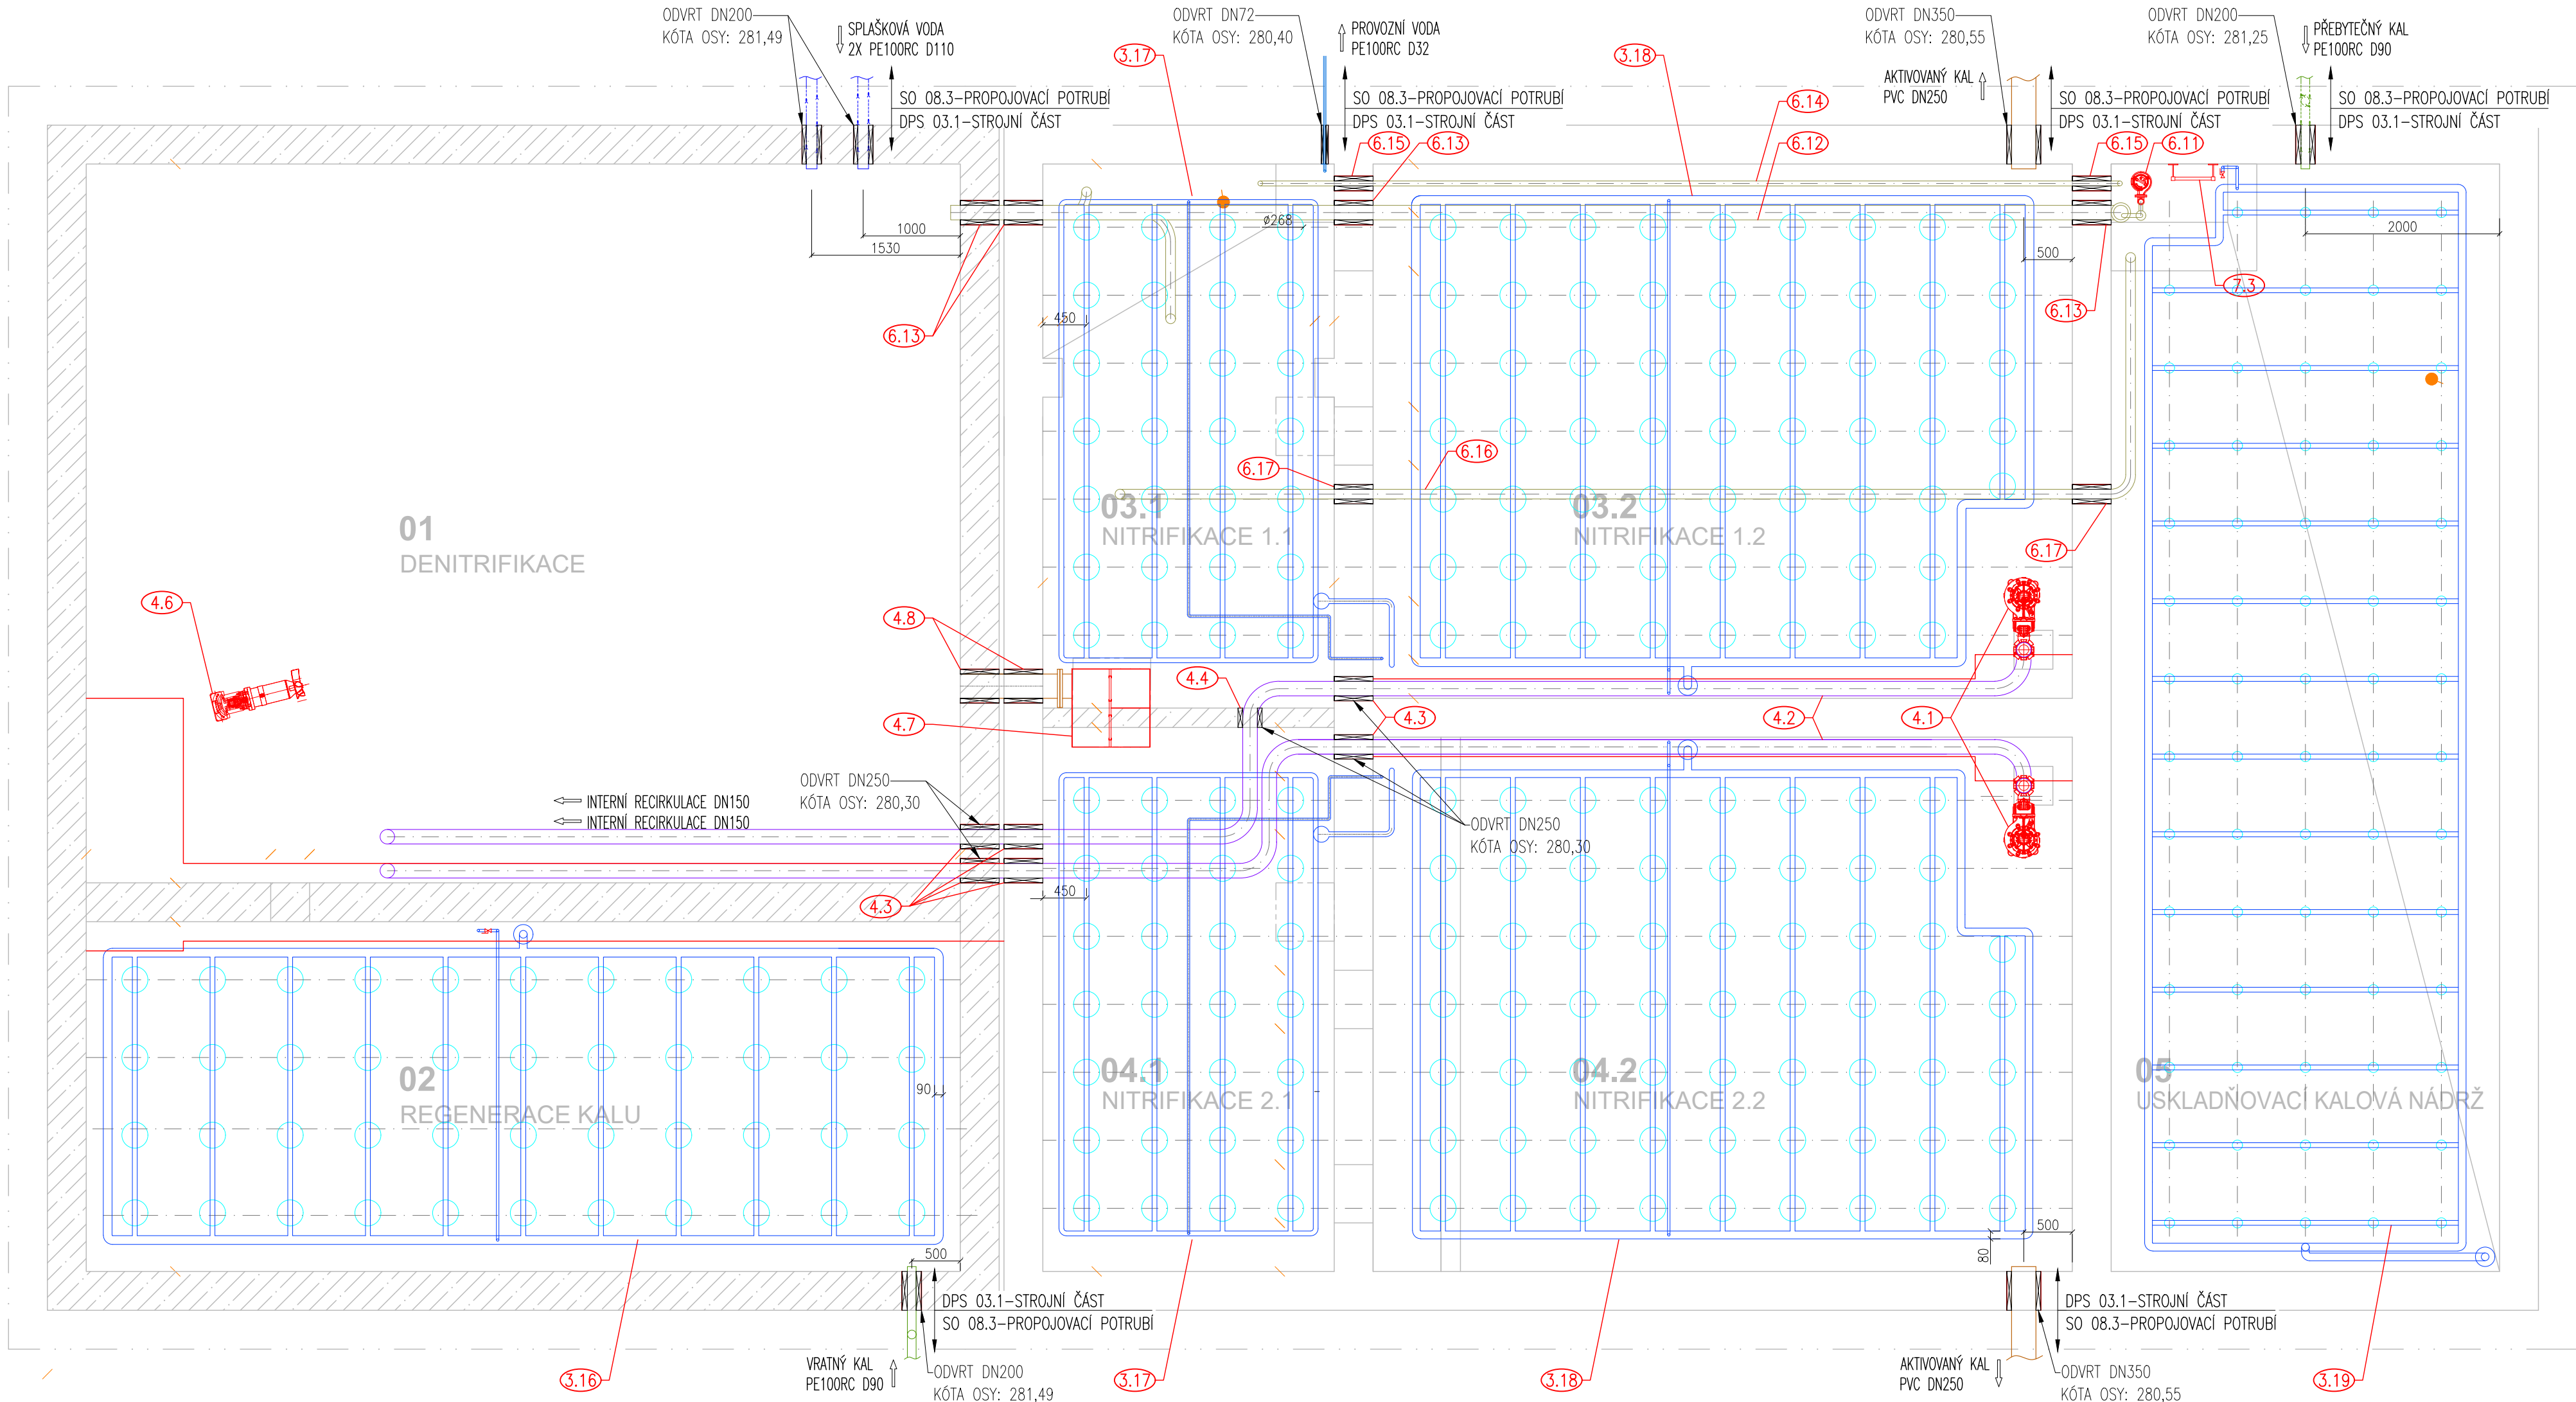 ODVRT DN200
KÓTA OSY: 281,49
SPLAŠKOVÁ VODA
2X PE100RC D110
SO 08.3-PROPOJOVACÍ POTRUBÍ
DPS 03.1-STROJNÍ ČÁST
ODVRT DN72
KÓTA OSY: 280,40
PROVOZNÍ VODA
PE100RC D32
SO 08.3-PROPOJOVACÍ POTRUBÍ
DPS 03.1-STROJNÍ ČÁST
ODVRT DN350
KÓTA OSY: 280,55
AKTIVOVANÝ KAL
PVC DN250
SO 08.3-PROPOJOVACÍ POTRUBÍ
DPS 03.1-STROJNÍ ČÁST
ODVRT DN200
KÓTA OSY: 281,25
PŘEBYTEČNÝ KAL
PE100RC D90
SO 08.3-PROPOJOVACÍ POTRUBÍ
DPS 03.1-STROJNÍ ČÁST
3.17
3.18
6.14
6.15
6.13
6.12
6.15
6.11
1000
1530
ø268
500
2000
7.3
6.13
6.13
450
6.17
6.16
6.17
01
DENITRIFIKACE
03.1
NITRIFIKACE 1.1
03.2
NITRIFIKACE 1.2
4.6
4.8
4.4
4.7
4.3
4.2
4.1
ODVRT DN250
KÓTA OSY: 280,30
INTERNÍ RECIRKULACE DN150
INTERNÍ RECIRKULACE DN150
ODVRT DN250
KÓTA OSY: 280,30
4.3
450
02
REGENERACE KALU
90
04.1
NITRIFIKACE 2.1
04.2
NITRIFIKACE 2.2
05
USKLADŇOVACÍ KALOVÁ NÁDRŽ
500
80
500
DPS 03.1-STROJNÍ ČÁST
SO 08.3-PROPOJOVACÍ POTRUBÍ
VRATNÝ KAL
PE100RC D90
ODVRT DN200
KÓTA OSY: 281,49
DPS 03.1-STROJNÍ ČÁST
SO 08.3-PROPOJOVACÍ POTRUBÍ
AKTIVOVANÝ KAL
PVC DN250
ODVRT DN350
KÓTA OSY: 280,55
3.16
3.17
3.18
3.19